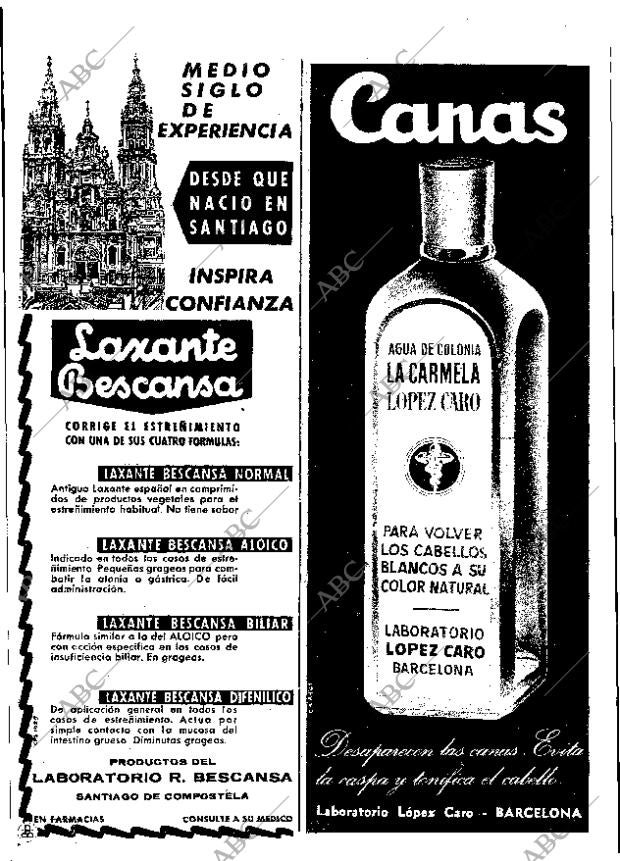 MEDIO
SIGLO
DE
EXPERIENCIA
DESDE QUE
NACIO EN
SANTIAGO
INSPIRA
CONFIANZA
Laxante
Bescansa
CORRIGE EL ESTREÑIMIENTO
CON UNA DE SUS CUATRO FORMULAS:
LAXANTE BESCANSA NORMAL
Antiguo Laxante español en comprimi-
dos de productos vegetales para el
estreñimiento habitual. No tiene sabor
LAXANTE BESCANSA ALOICO
Indicado en todos los casos de estre-
ñimiento Pequeñas grageas para com-
batir la atonía o gástrica. De fácil
administración.
LAXANTE BESCANSA BILIAR
Fórmula similar a la del ALOICO pero
con acción específica en los casos de
insuficiencia biliar. En grageas.
LAXANTE BESCANSA DIFENILICO
De aplicación general en todos los
casos de estreñimiento. Actua por
simple contacto con la mucosa del
intestino grueso Diminutas grageas.
PRODUCTOS DEL
LABORATORIO R. BESCANSA
SANTIAGO DE COMPOSTELA
EN FARMACIAS CONSULTE A SU MEDICO
Canas
AGUA DE COLONIA
LA CARMELA
LOPEZ CARO
PARA VOLVER
LOS CABELLOS
BLANCOS A SU
COLOR NATURAL
LABORATORIO
LOPEZ CARO
BARCELONA
Desaparecen las canas. Evita
la caspa y tonifica el cabello.
Laboratorio López Caro - BARCELONA